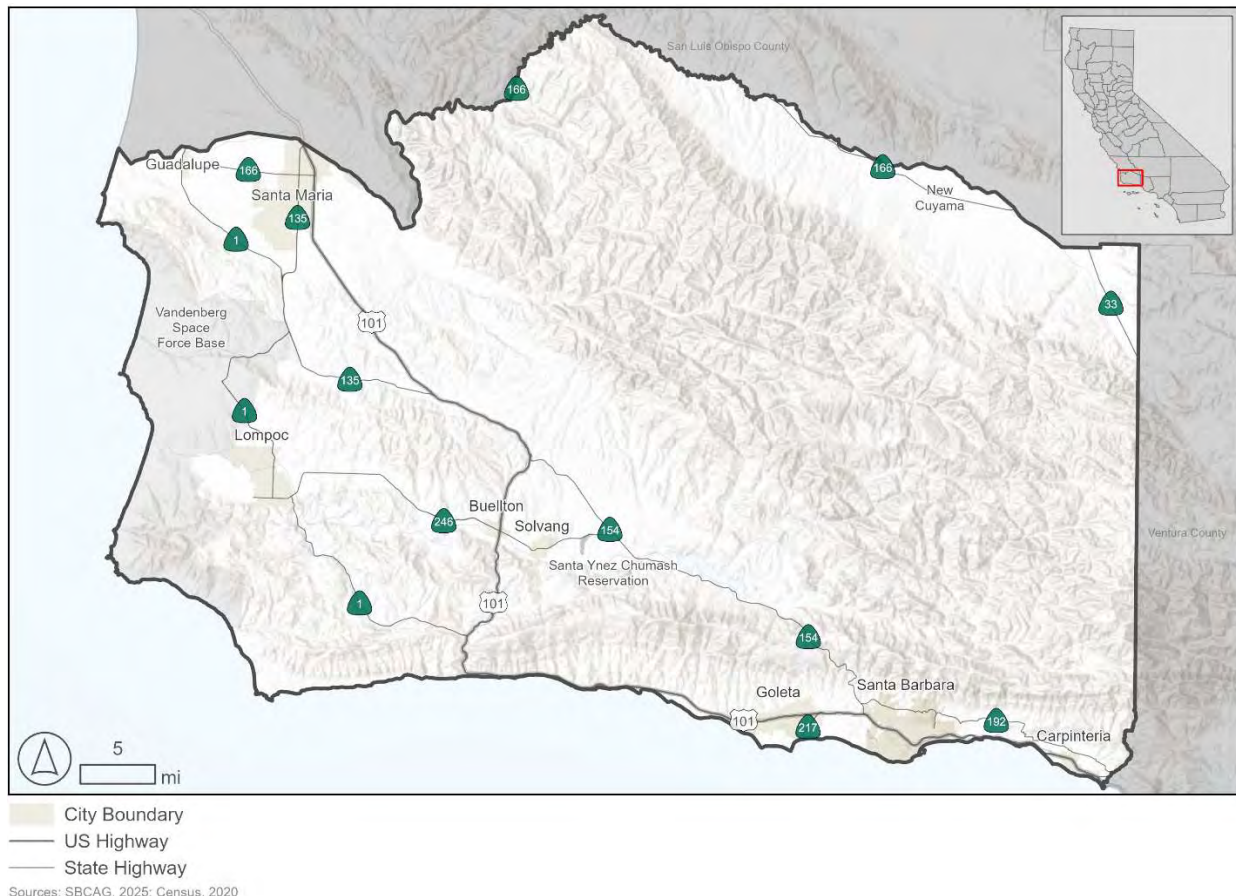 San Luis Obispo County
166
166
Guadalupe
166
Santa Maria
135
New
Cuyama
1
33
Vandenberg
Space
Force Base
101
135
1
Lompoc
Buellton
246
Solvang
154
Santa Ynez Chumash
Reservation
Ventura County
1
101
154
Santa Barbara
Goleta
101
217
192
Carpinteria
5
mi
City Boundary
US Highway
State Highway
Sources: SBCAG, 2025; Census, 2020